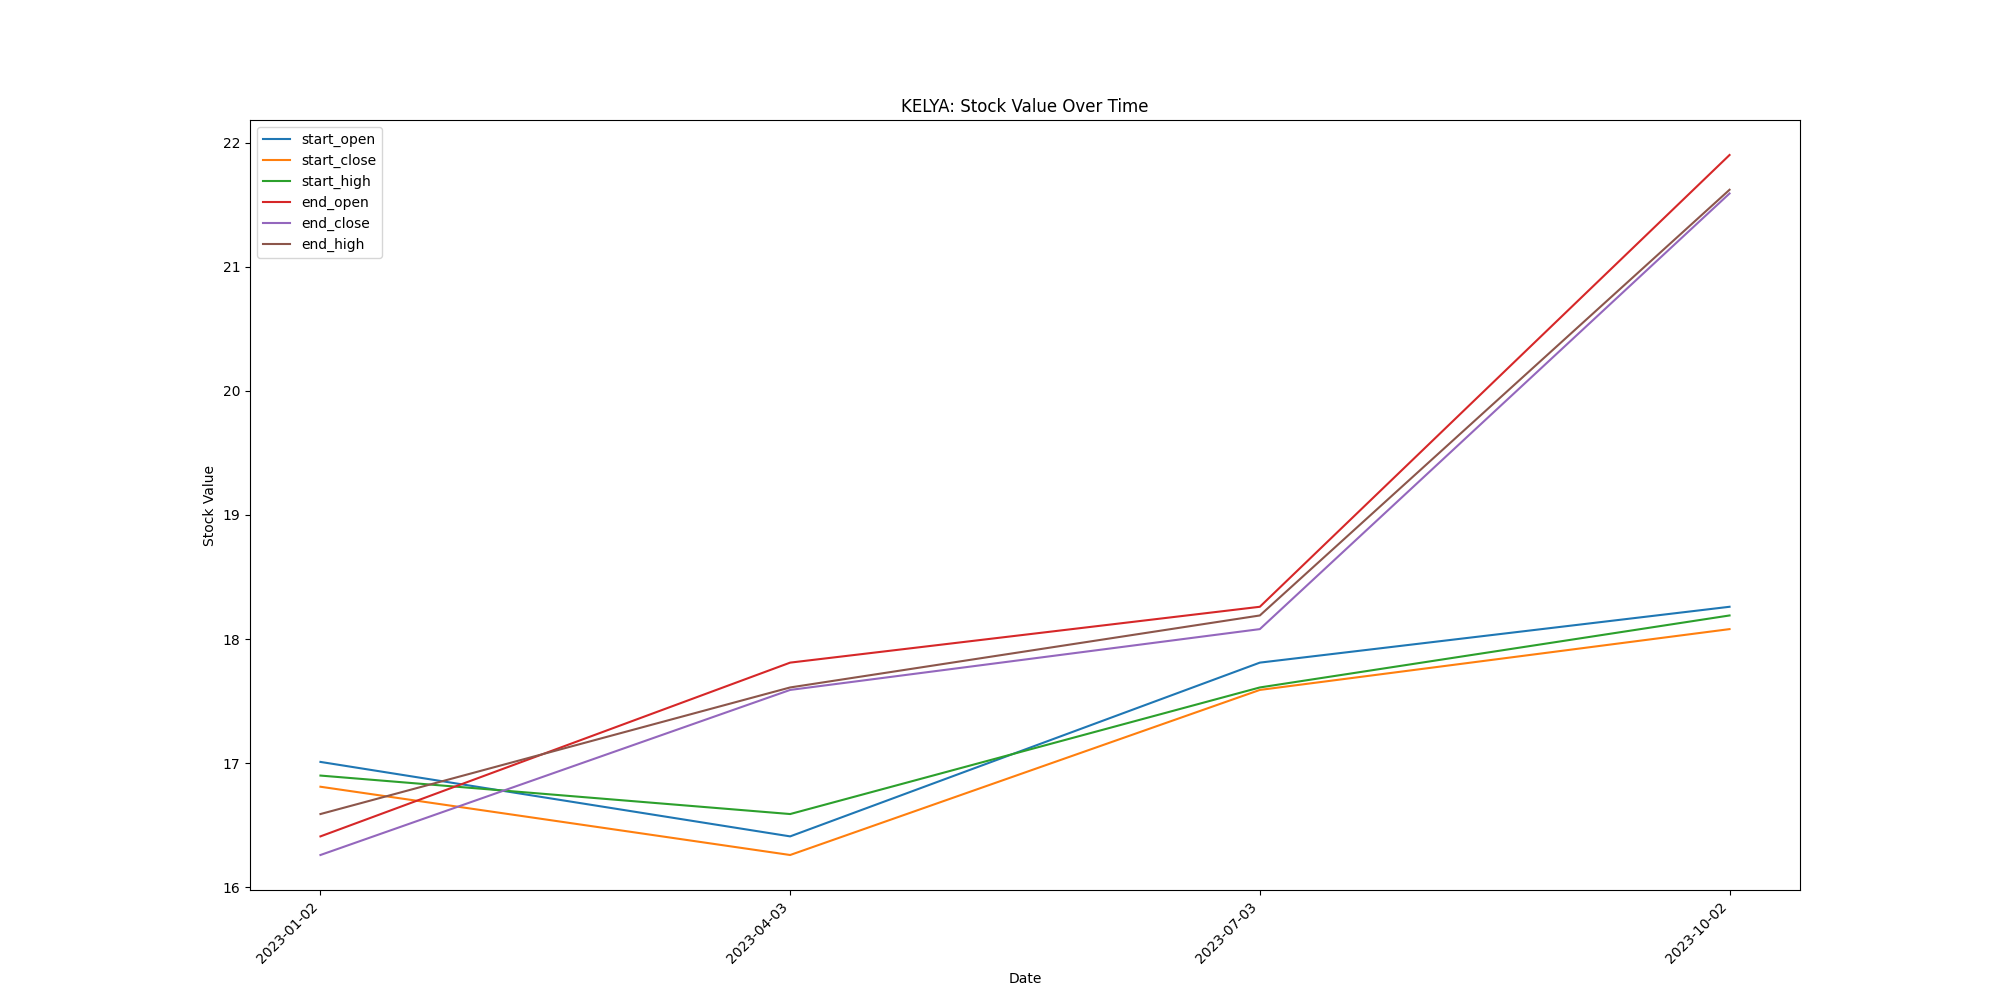 KELYA: Stock Value Over Time
start_open
start_close
start_high
end_open
end_close
end_high
22
21
20
19
18
17
16
Stock Value
2023-01-02
2023-04-03
2023-07-03
2023-10-02
Date